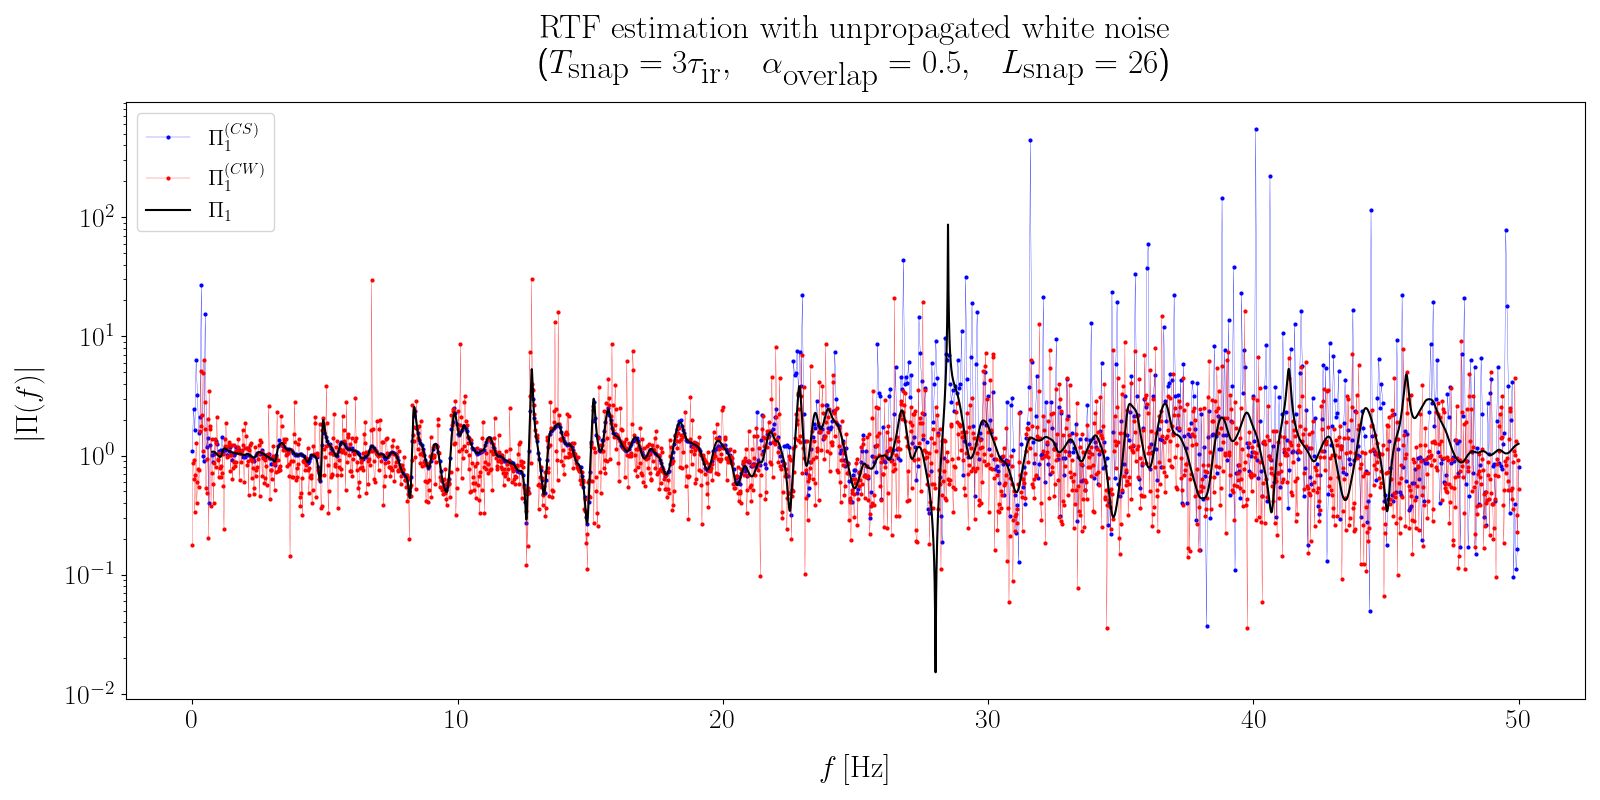 RTF estimation with unpropagated white noise
(T_snap = 3τ_ir, α_overlap = 0.5, L_snap = 26)
Π_1^(CS)
Π_1^(CW)
Π_1
10^2
10^1
10^0
10^−1
10^−2
|Π(f)|
0 10 20 30 40 50
f [Hz]